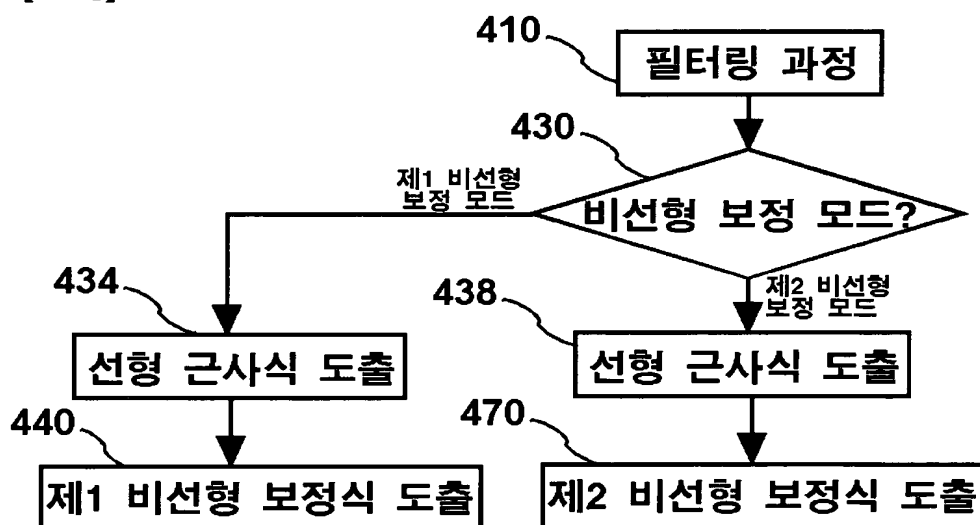 410
필터링 과정
430
제1 비선형
보정 모드
비선형 보정 모드?
434
438
제2 비선형
보정 모드
선형 근사식 도출
선형 근사식 도출
440
470
제1 비선형 보정식 도출
제2 비선형 보정식 도출